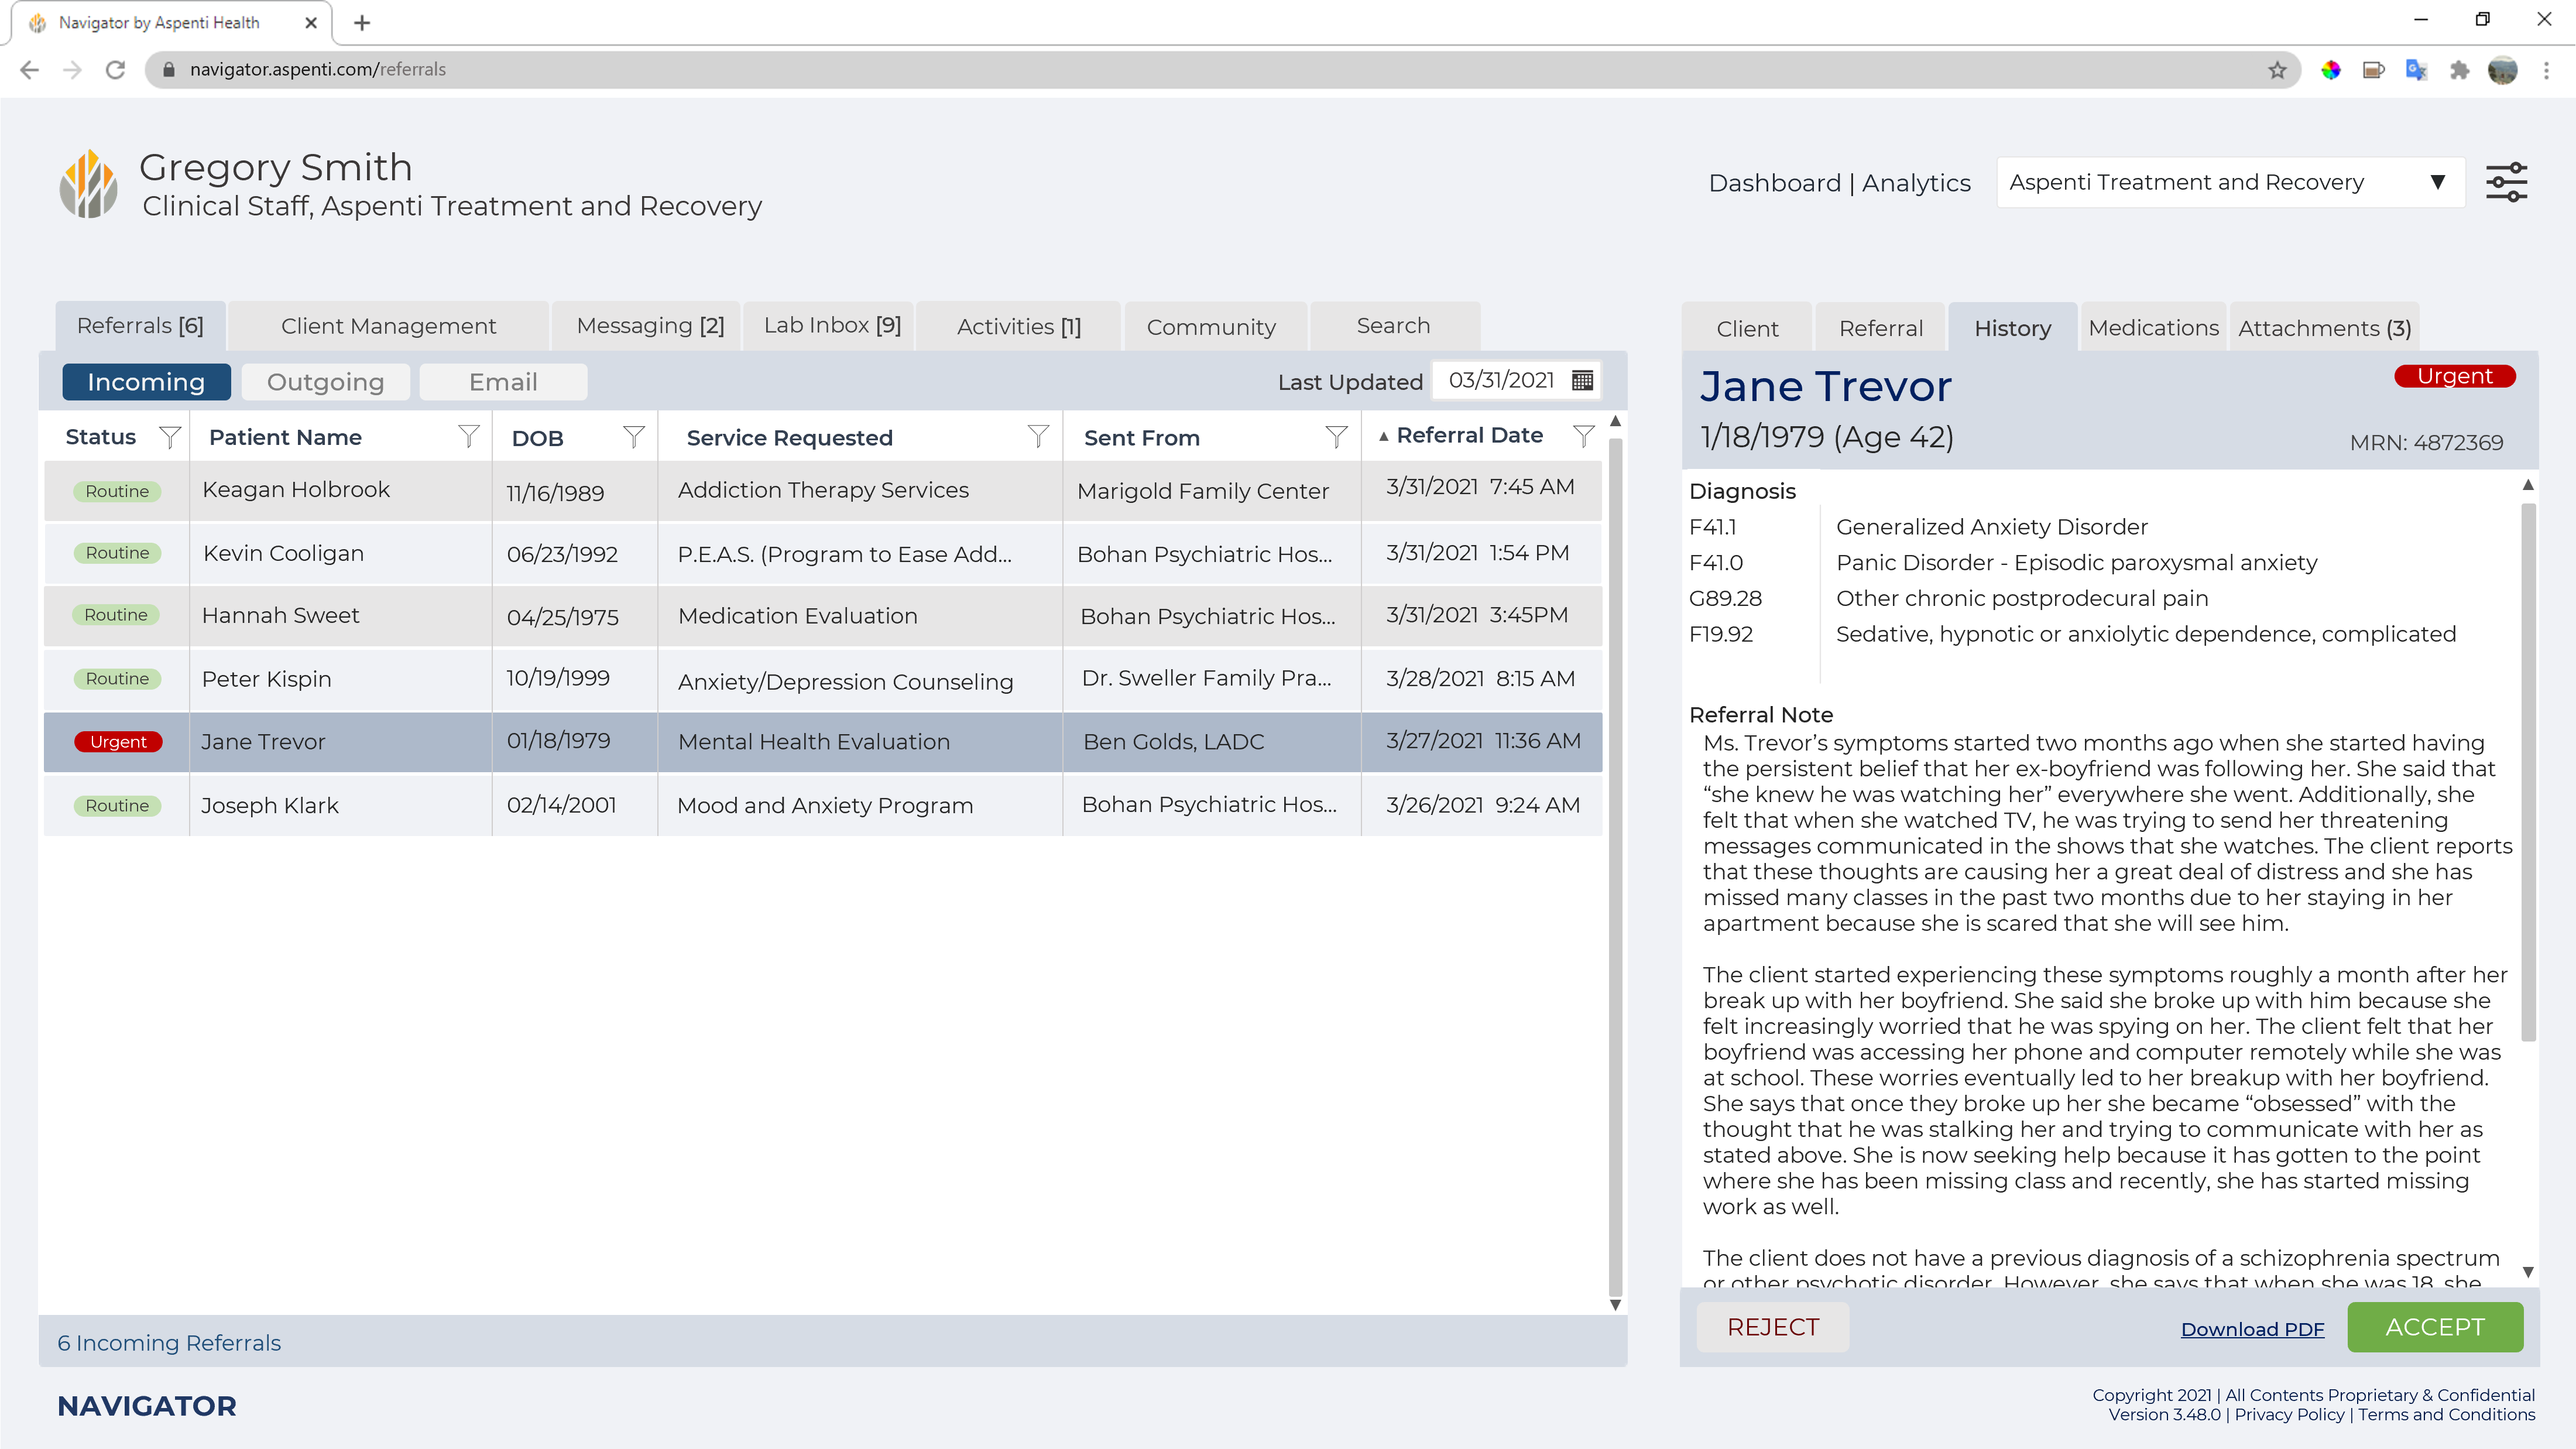 Navigator by Aspenti Health
navigator.aspenti.com/referrals
Gregory Smith
Clinical Staff, Aspenti Treatment and Recovery
Dashboard | Analytics
Aspenti Treatment and Recovery
Referrals [6]
Client Management
Messaging [2]
Lab Inbox [9]
Activities [1]
Community
Search
Incoming
Outgoing
Email
Last Updated
03/31/2021
Status
Patient Name
DOB
Service Requested
Sent From
Referral Date
Routine Keagan Holbrook 11/16/1989 Addiction Therapy Services Marigold Family Center 3/31/2021 7:45 AM
Routine Kevin Cooligan 06/23/1992 P.E.A.S. (Program to Ease Add... Bohan Psychiatric Hos... 3/31/2021 1:54 PM
Routine Hannah Sweet 04/25/1975 Medication Evaluation Bohan Psychiatric Hos... 3/31/2021 3:45PM
Routine Peter Kispin 10/19/1999 Anxiety/Depression Counseling Dr. Sweller Family Pra... 3/28/2021 8:15 AM
Urgent Jane Trevor 01/18/1979 Mental Health Evaluation Ben Golds, LADC 3/27/2021 11:36 AM
Routine Joseph Klark 02/14/2001 Mood and Anxiety Program Bohan Psychiatric Hos... 3/26/2021 9:24 AM
6 Incoming Referrals
Client
Referral
History
Medications
Attachments (3)
Jane Trevor
Urgent
1/18/1979 (Age 42)
MRN: 4872369
Diagnosis
F41.1 Generalized Anxiety Disorder
F41.0 Panic Disorder - Episodic paroxysmal anxiety
G89.28 Other chronic postprodecural pain
F19.92 Sedative, hypnotic or anxiolytic dependence, complicated
Referral Note
Ms. Trevor’s symptoms started two months ago when she started having
the persistent belief that her ex-boyfriend was following her. She said that
“she knew he was watching her” everywhere she went. Additionally, she
felt that when she watched TV, he was trying to send her threatening
messages communicated in the shows that she watches. The client reports
that these thoughts are causing her a great deal of distress and she has
missed many classes in the past two months due to her staying in her
apartment because she is scared that she will see him.
The client started experiencing these symptoms roughly a month after her
break up with her boyfriend. She said she broke up with him because she
felt increasingly worried that he was spying on her. The client felt that her
boyfriend was accessing her phone and computer remotely while she was
at school. These worries eventually led to her breakup with her boyfriend.
She says that once they broke up her she became “obsessed” with the
thought that he was stalking her and trying to communicate with her as
stated above. She is now seeking help because it has gotten to the point
where she has been missing class and recently, she has started missing
work as well.
The client does not have a previous diagnosis of a schizophrenia spectrum
or other psychotic disorder. However, she says that when she was 18, she
REJECT
Download PDF
ACCEPT
NAVIGATOR
Copyright 2021 | All Contents Proprietary & Confidential
Version 3.48.0 | Privacy Policy | Terms and Conditions